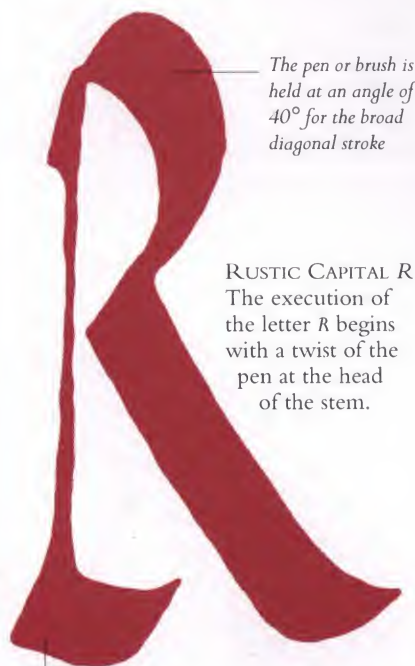 The pen or brush is
held at an angle of
40° for the broad
diagonal stroke
RUSTIC CAPITAL R
The execution of
the letter R begins
with a twist of the
pen at the head
of the stem.